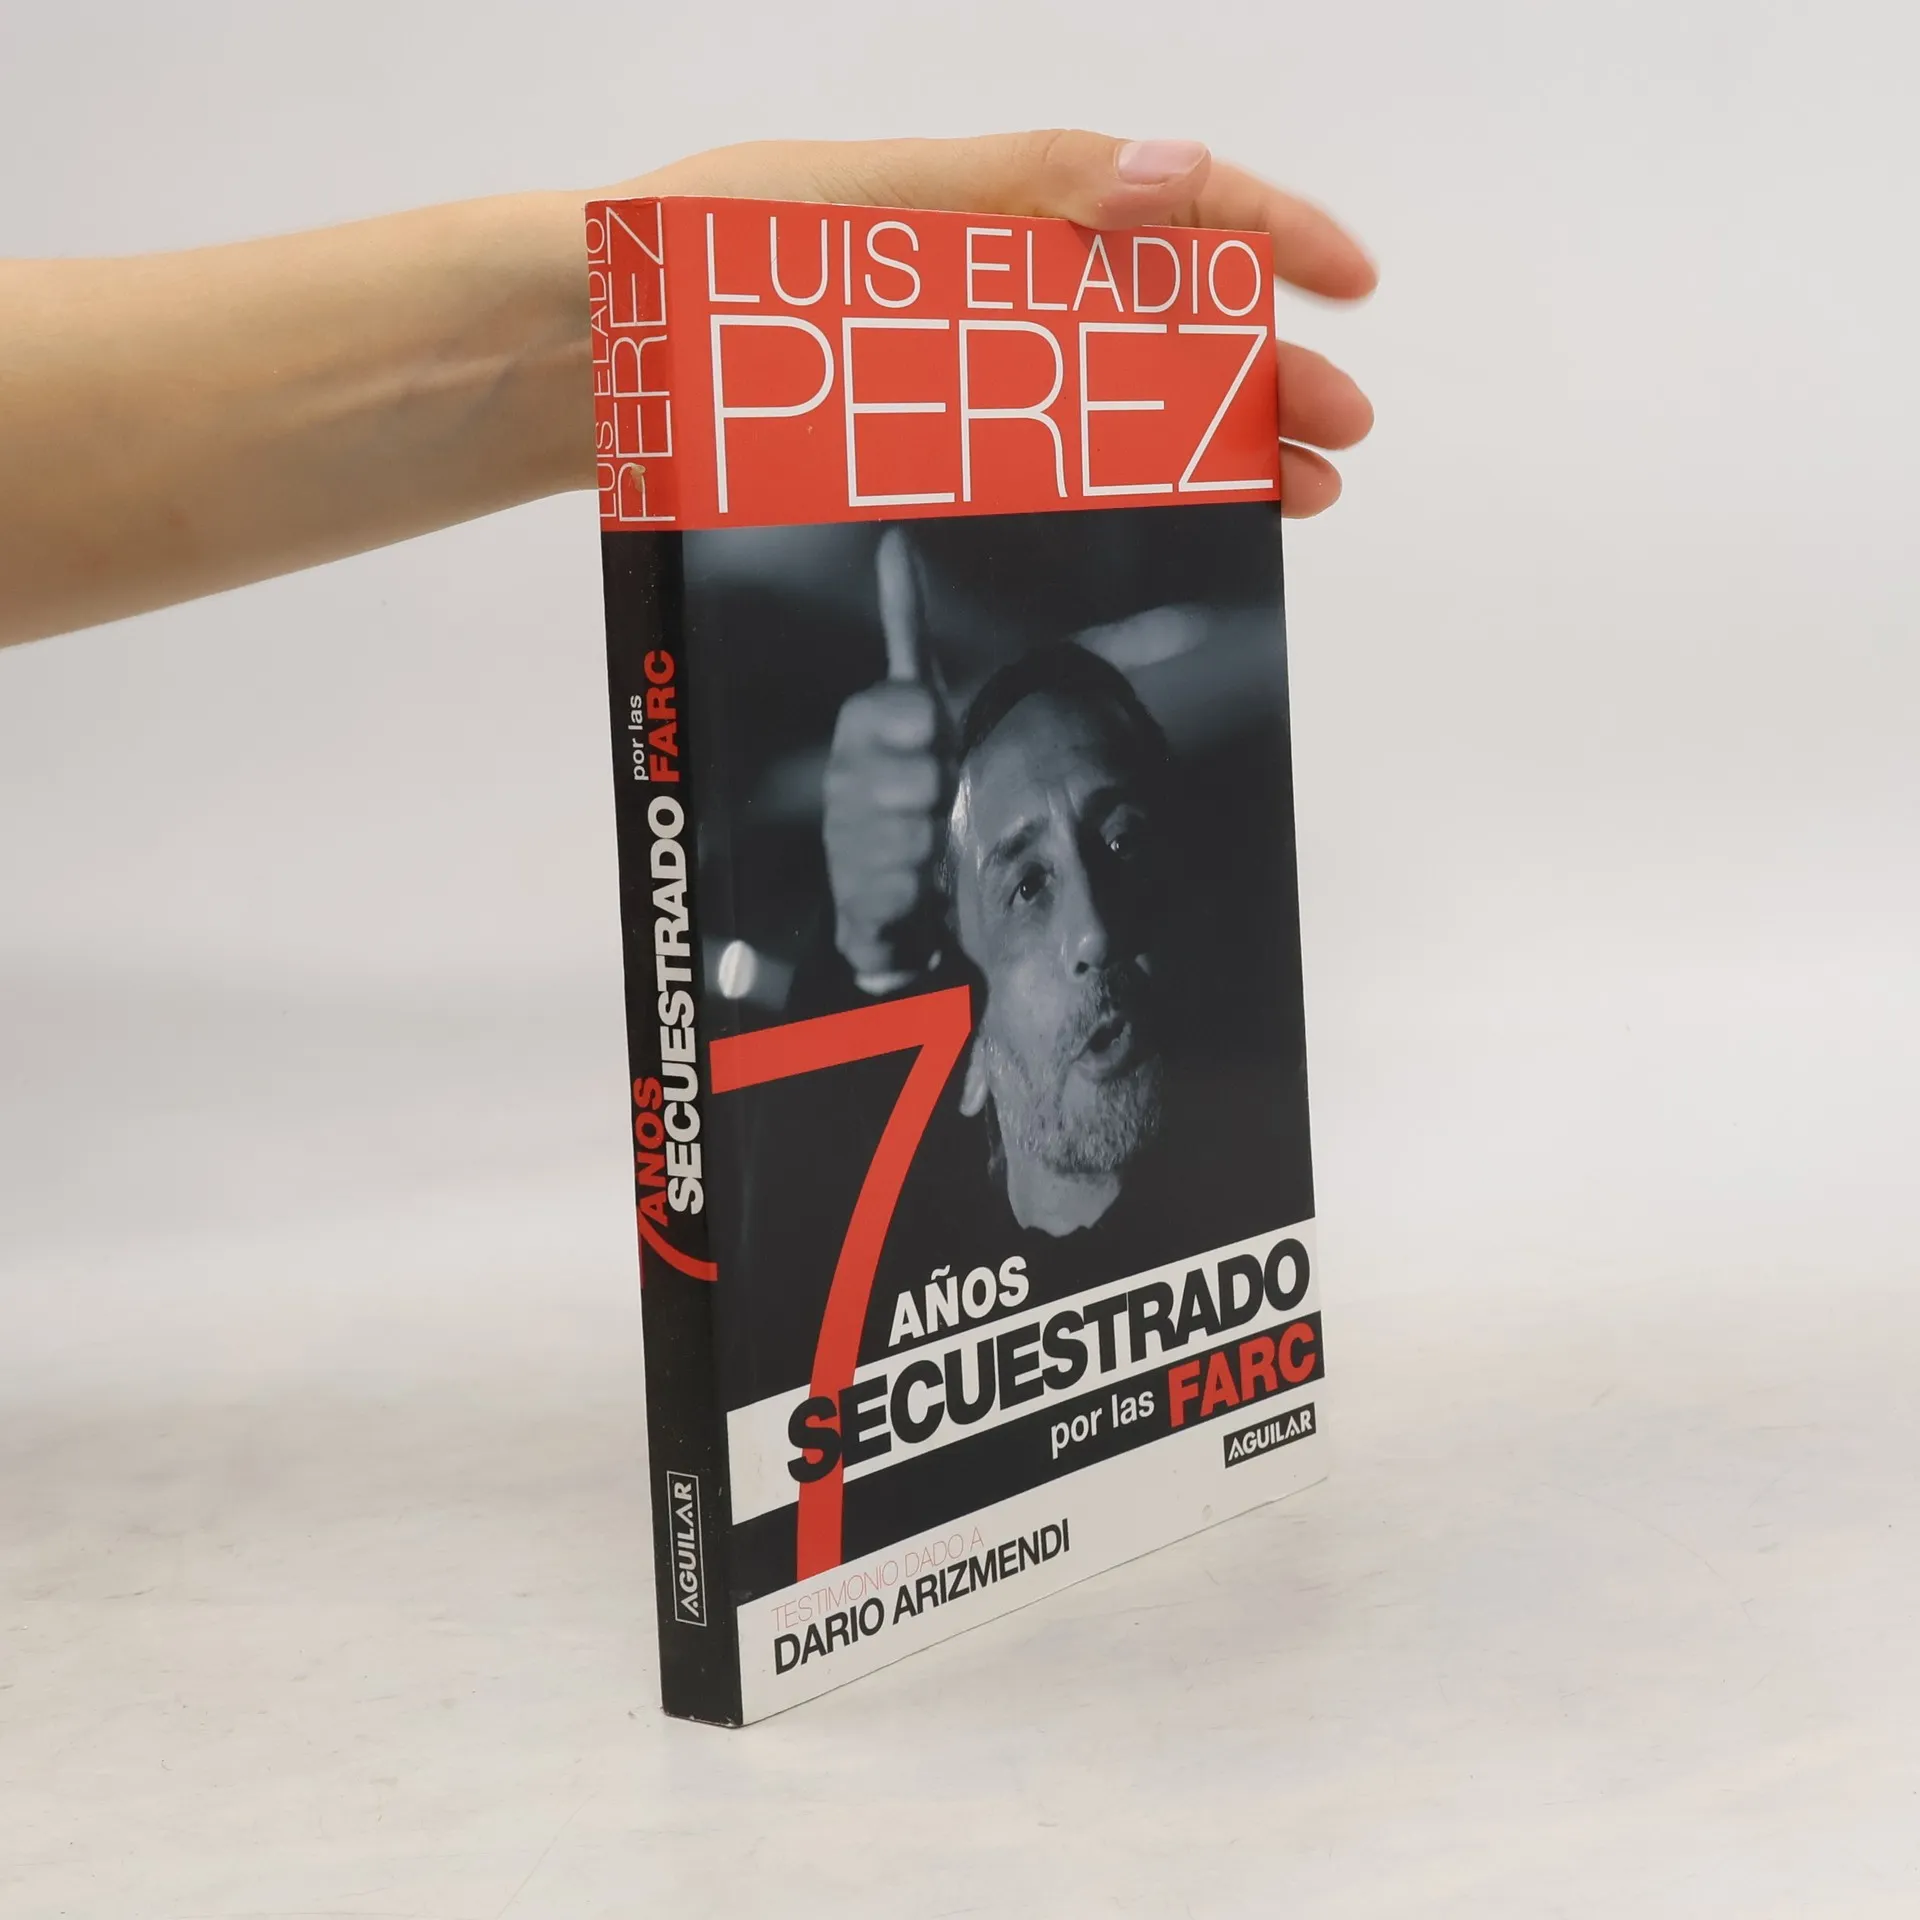 LUIS ELADIO
PEREZ
7
AÑOS
SECUESTRADO
por las FARC
AGUILAR
TESTIMONIO DADO A
DARIO ARIZMENDI
LUIS ELADIO
PEREZ
7 AÑOS
SECUESTRADO
por las
FARC
AGUILAR